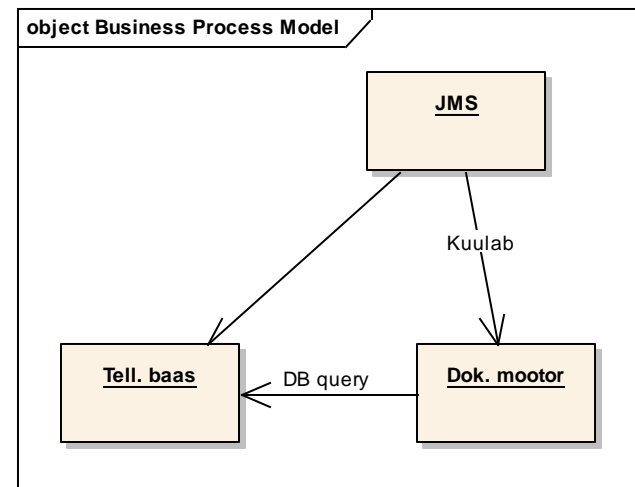 object Business Process Model
JMS
Kuulab
Tell. baas
DB query
Dok. mootor